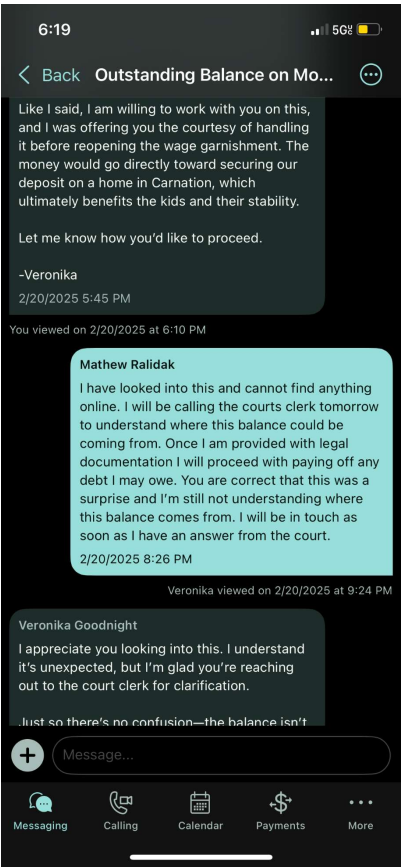 6:19
5G
Back Outstanding Balance on Mo...
Like I said, I am willing to work with you on this,
and I was offering you the courtesy of handling
it before reopening the wage garnishment. The
money would go directly toward securing our
deposit on a home in Carnation, which
ultimately benefits the kids and their stability.
Let me know how you’d like to proceed.
-Veronika
2/20/2025 5:45 PM
You viewed on 2/20/2025 at 6:10 PM
Mathew Ralidak
I have looked into this and cannot find anything
online. I will be calling the courts clerk tomorrow
to understand where this balance could be
coming from. Once I am provided with legal
documentation I will proceed with paying off any
debt I may owe. You are correct that this was a
surprise and I’m still not understanding where
this balance comes from. I will be in touch as
soon as I have an answer from the court.
2/20/2025 8:26 PM
Veronika viewed on 2/20/2025 at 9:24 PM
Veronika Goodnight
I appreciate you looking into this. I understand
it’s unexpected, but I’m glad you’re reaching
out to the court clerk for clarification.
Just so there’s no confusion—the balance isn’t
Message...
Messaging Calling Calendar Payments More